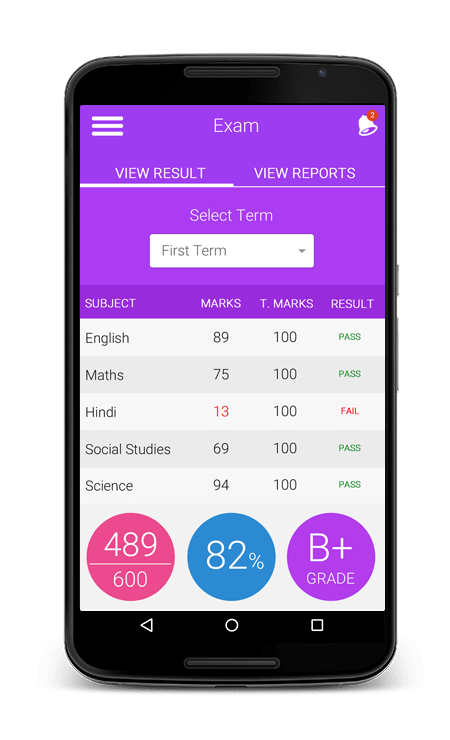 2
Exam
VIEW RESULT VIEW REPORTS
Select Term
First Term
SUBJECT MARKS T. MARKS RESULT
English 89 100 PASS
Maths 75 100 PASS
Hindi 13 100 FAIL
Social Studies 69 100 PASS
Science 94 100 PASS
489
600
82%
B+
GRADE